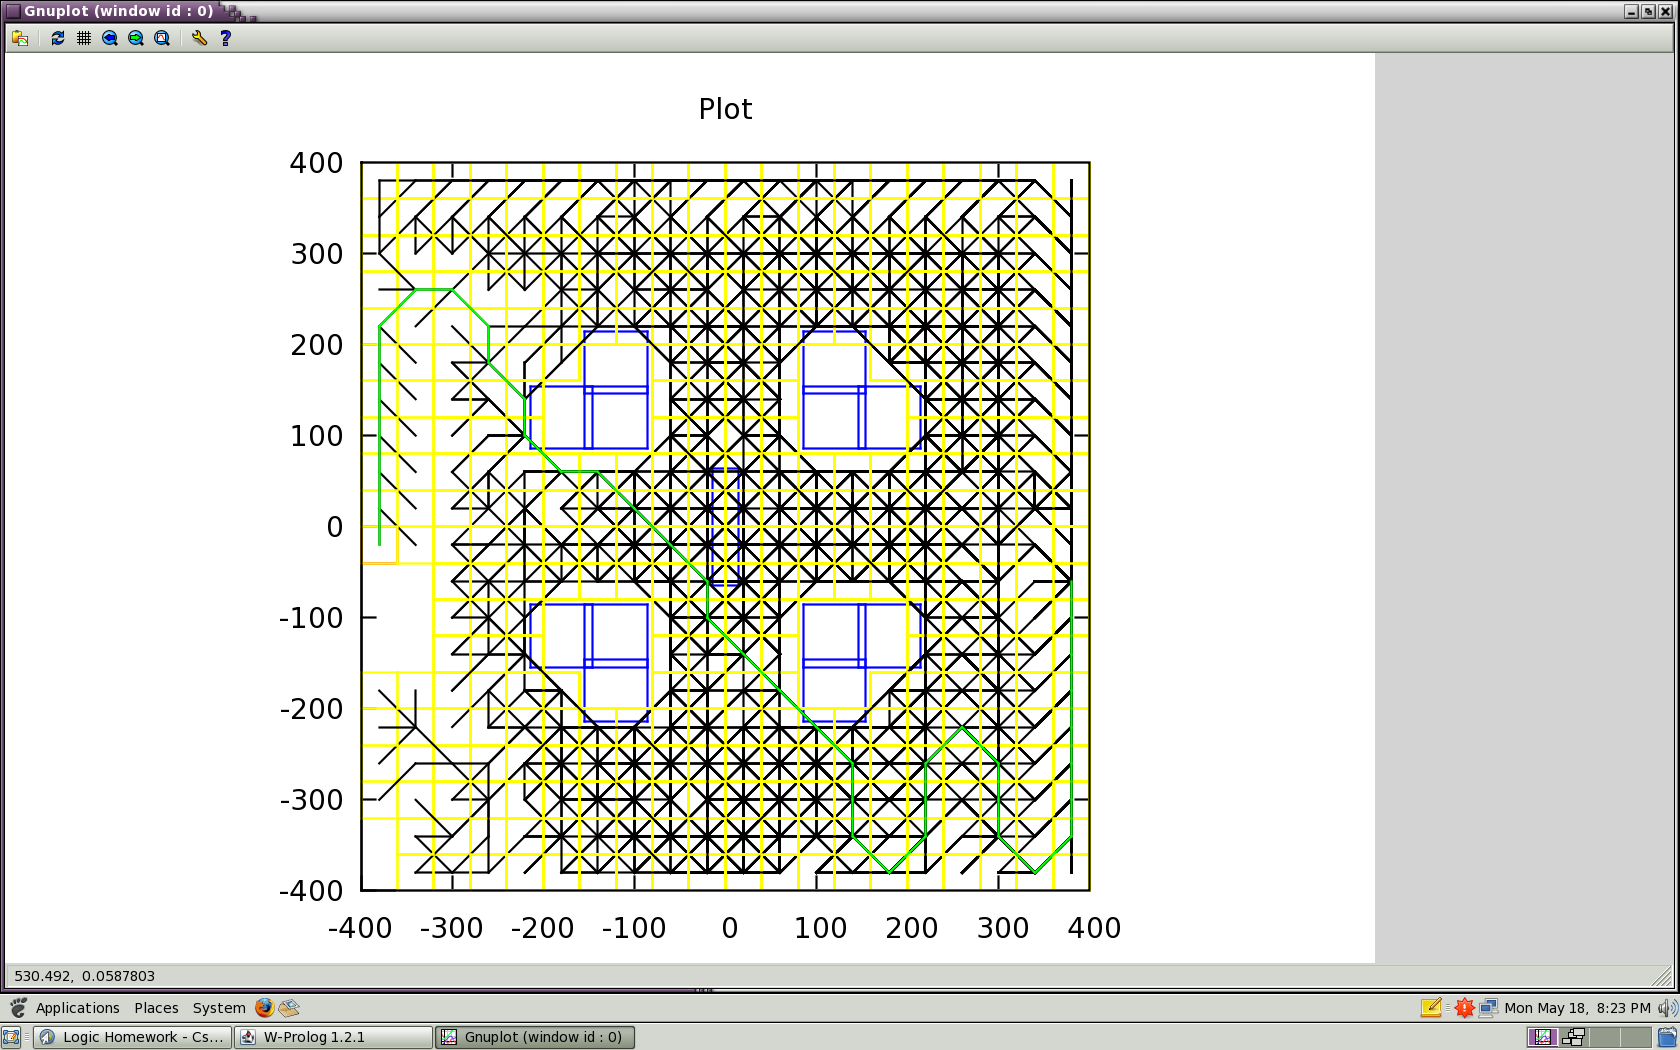 Gnuplot (window id : 0)
?
Plot
400
300
200
100
0
-100
-200
-300
-400
-400 -300 -200 -100 0 100 200 300 400
530.492, 0.0587803
Applications Places System Mon May 18, 8:23 PM
Logic Homework - Cs... W-Prolog 1.2.1 Gnuplot (window id : 0)